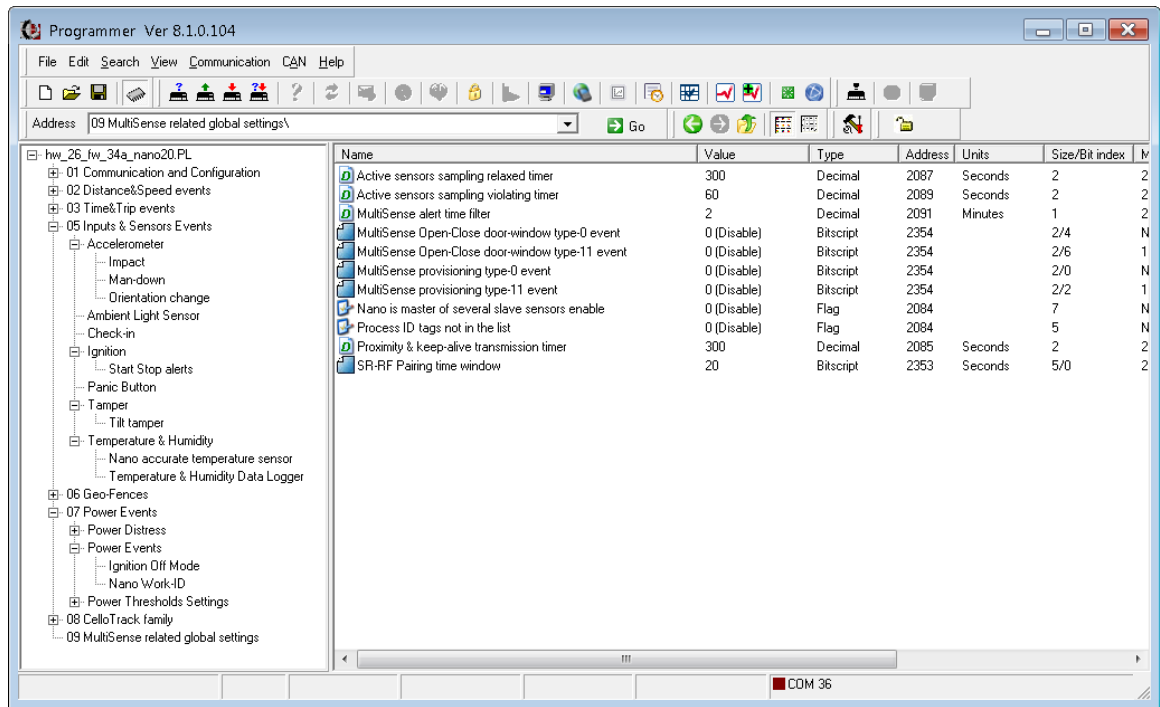 Programmer Ver 8.1.0.104
File Edit Search View Communication CAN Help
Address 09 MultiSense related global settings\ Go
hw_26_fw_34a_nano20.PL
01 Communication and Configuration
02 Distance&Speed events
03 Time&Trip events
05 Inputs & Sensors Events
Accelerometer
Impact
Man-down
Orientation change
Ambient Light Sensor
Check-in
Ignition
Start Stop alerts
Panic Button
Tamper
Tilt tamper
Temperature & Humidity
Nano accurate temperature sensor
Temperature & Humidity Data Logger
06 Geo-Fences
07 Power Events
Power Distress
Power Events
Ignition Off Mode
Nano Work-ID
Power Thresholds Settings
08 CelloTrack family
09 MultiSense related global settings
Name Value Type Address Units Size/Bit index M
Active sensors sampling relaxed timer 300 Decimal 2087 Seconds 2 2
Active sensors sampling violating timer 60 Decimal 2089 Seconds 2 2
MultiSense alert time filter 2 Decimal 2091 Minutes 1 2
MultiSense Open-Close door-window type-0 event 0 (Disable) Bitscript 2354 2/4 N
MultiSense Open-Close door-window type-11 event 0 (Disable) Bitscript 2354 2/6 1
MultiSense provisioning type-0 event 0 (Disable) Bitscript 2354 2/0 N
MultiSense provisioning type-11 event 0 (Disable) Bitscript 2354 2/2 1
Nano is master of several slave sensors enable 0 (Disable) Flag 2084 7 N
Process ID tags not in the list 0 (Disable) Flag 2084 5 N
Proximity & keep-alive transmission timer 300 Decimal 2085 Seconds 2 2
SR-RF Pairing time window 20 Bitscript 2353 Seconds 5/0 2
COM 36